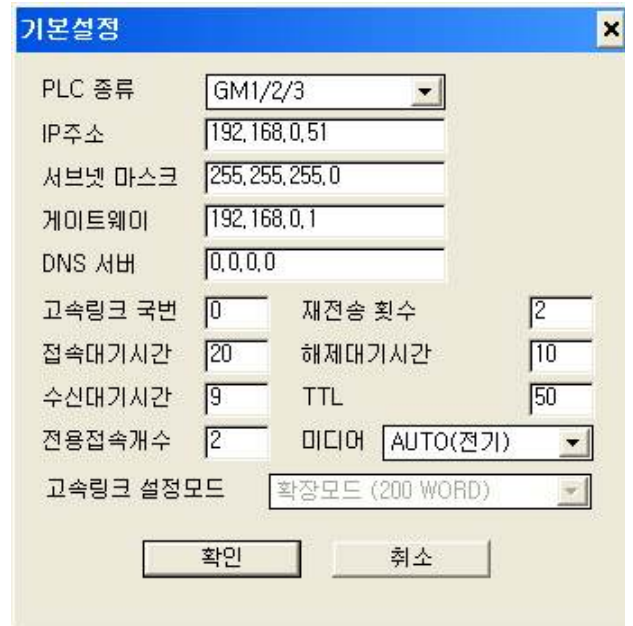 기본설정
PLC 종류 GM1/2/3
IP주소 192,168,0,51
서브넷 마스크 255,255,255,0
게이트웨이 192,168,0,1
DNS 서버 0,0,0,0
고속링크 국번 0 재전송 횟수 2
접속대기시간 20 해제대기시간 10
수신대기시간 9 TTL 50
전용접속개수 2 미디어 AUTO(전기)
고속링크 설정모드 확장모드 (200 WORD)
확인 취소